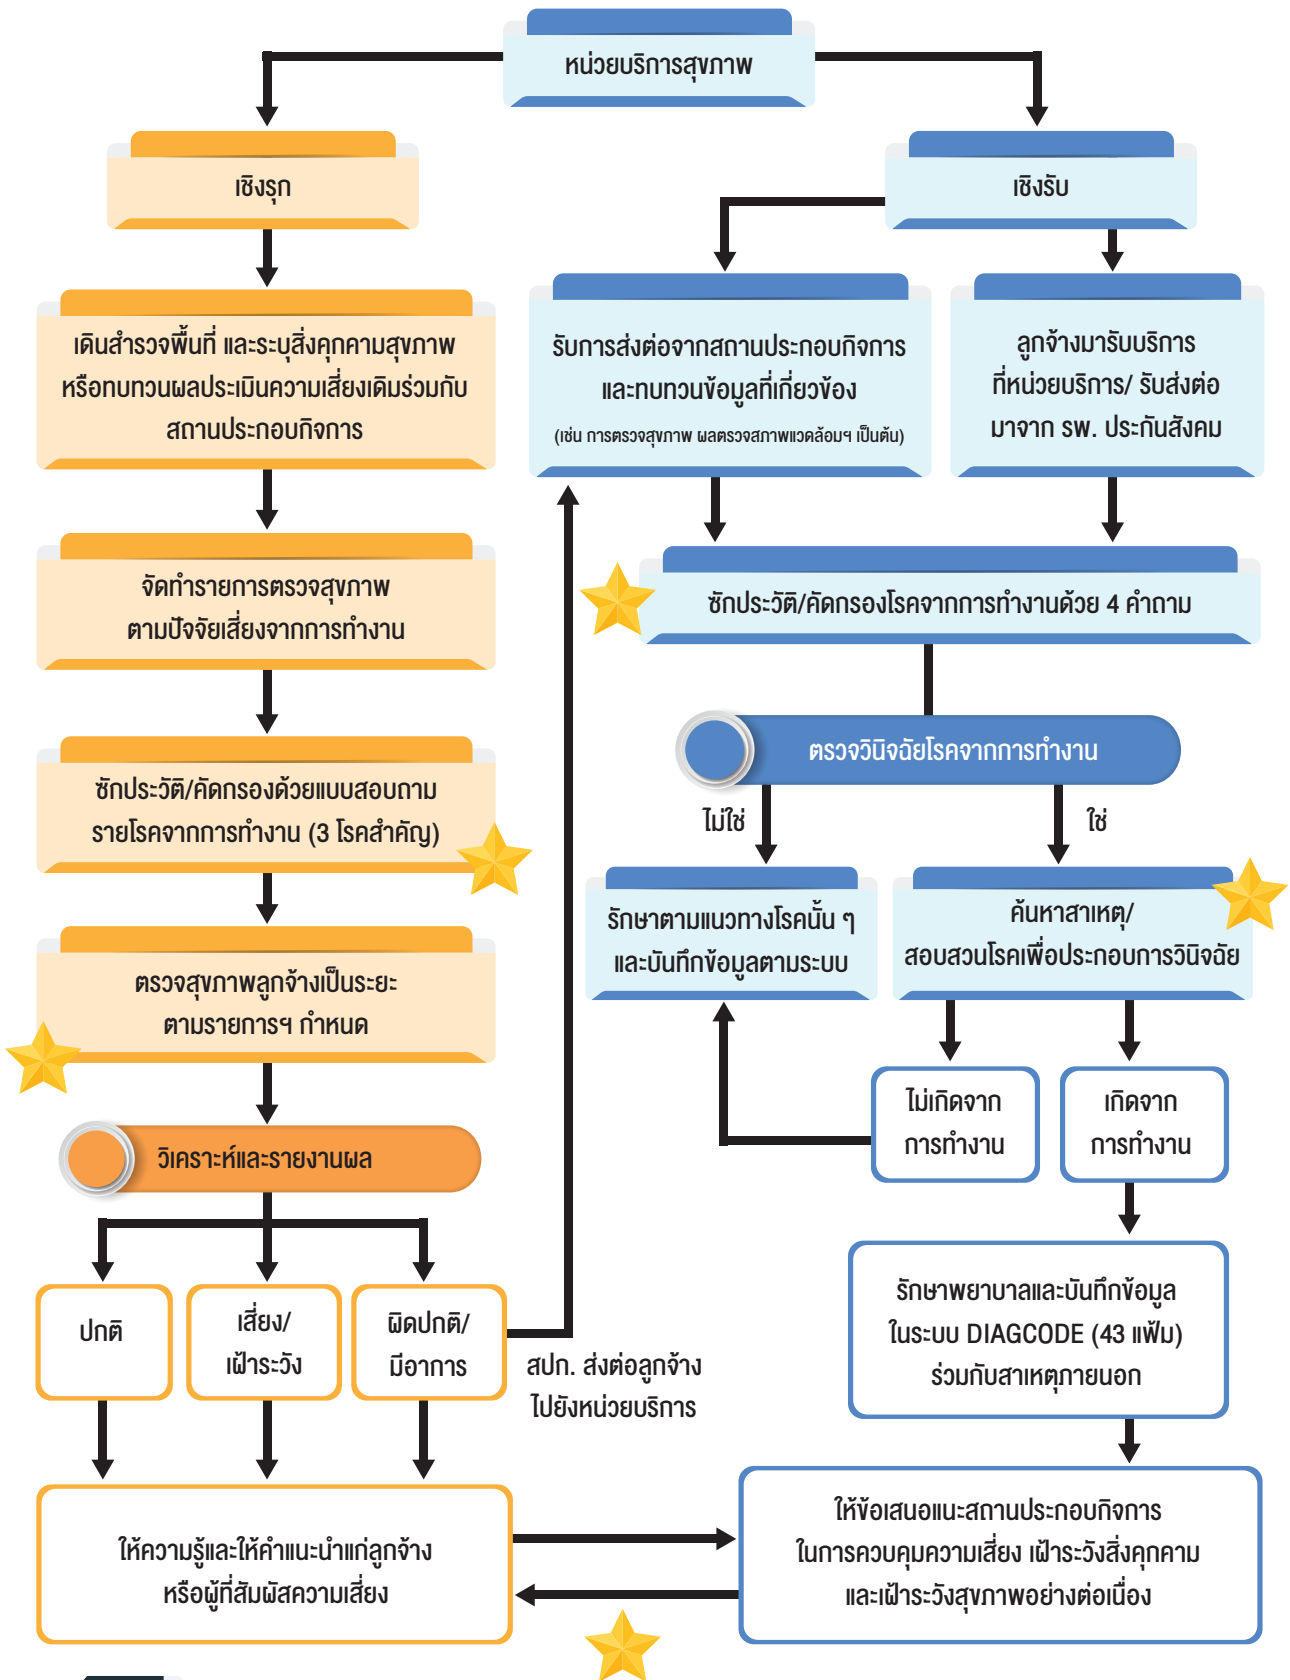 หน่วยบริการสุขภาพ
เชิงรุก
เชิงรับ
เดินสำรวจพื้นที่ และระบุสิ่งคุกคามสุขภาพ
หรือทบทวนผลประเมินความเสี่ยงเดิมร่วมกับ
สถานประกอบกิจการ
รับการส่งต่อจากสถานประกอบกิจการ
และทบทวนข้อมูลที่เกี่ยวข้อง
(เช่น การตรวจสุขภาพ ผลตรวจสภาพแวดล้อมฯ เป็นต้น)
ลูกจ้างมารับบริการ
ที่หน่วยบริการ/ รับส่งต่อ
มาจาก รพ. ประกันสังคม
จัดทำรายการตรวจสุขภาพ
ตามปัจจัยเสี่ยงจากการทำงาน
ซักประวัติ/คัดกรองโรคจากการทำงานด้วย 4 คำถาม
ซักประวัติ/คัดกรองด้วยแบบสอบถาม
รายโรคจากการทำงาน (3 โรคสำคัญ)
ตรวจวินิจฉัยโรคจากการทำงาน
ไม่ใช่
ใช่
รักษาตามแนวทางโรคนั้น ๆ
และบันทึกข้อมูลตามระบบ
ค้นหาสาเหตุ/
สอบสวนโรคเพื่อประกอบการวินิจฉัย
ตรวจสุขภาพลูกจ้างเป็นระยะ
ตามรายการฯ กำหนด
ไม่เกิดจาก
การทำงาน
เกิดจาก
การทำงาน
วิเคราะห์และรายงานผล
ปกติ
เสี่ยง/
เฝ้าระวัง
ผิดปกติ/
มีอาการ
สปก. ส่งต่อลูกจ้าง
ไปยังหน่วยบริการ
รักษาพยาบาลและบันทึกข้อมูล
ในระบบ DIAGCODE (43 แฟ้ม)
ร่วมกับสาเหตุภายนอก
ให้ความรู้และให้คำแนะนำแก่ลูกจ้าง
หรือผู้ที่สัมผัสความเสี่ยง
ให้ข้อเสนอแนะสถานประกอบกิจการ
ในการควบคุมความเสี่ยง เฝ้าระวังสิ่งคุกคาม
และเฝ้าระวังสุขภาพอย่างต่อเนื่อง